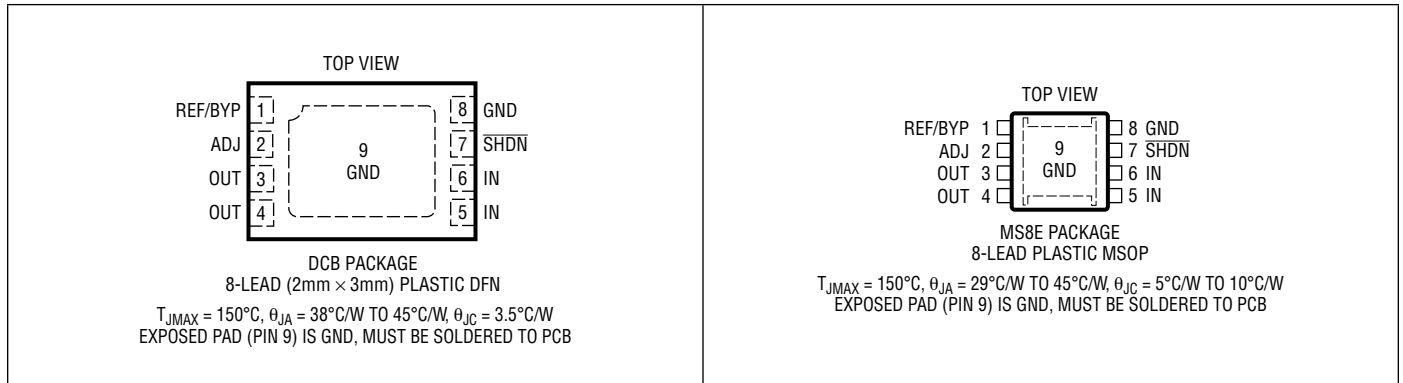 TOP VIEW
REF/BYP 1 8 GND
ADJ 2 7 SHDN
OUT 3 6 IN
OUT 4 5 IN
9
GND
DCB PACKAGE
8-LEAD (2mm × 3mm) PLASTIC DFN
TJMAX = 150°C, θJA = 38°C/W TO 45°C/W, θJC = 3.5°C/W
EXPOSED PAD (PIN 9) IS GND, MUST BE SOLDERED TO PCB
TOP VIEW
REF/BYP 1 8 GND
ADJ 2 7 SHDN
OUT 3 6 IN
OUT 4 5 IN
9
GND
MS8E PACKAGE
8-LEAD PLASTIC MSOP
TJMAX = 150°C, θJA = 29°C/W TO 45°C/W, θJC = 5°C/W TO 10°C/W
EXPOSED PAD (PIN 9) IS GND, MUST BE SOLDERED TO PCB